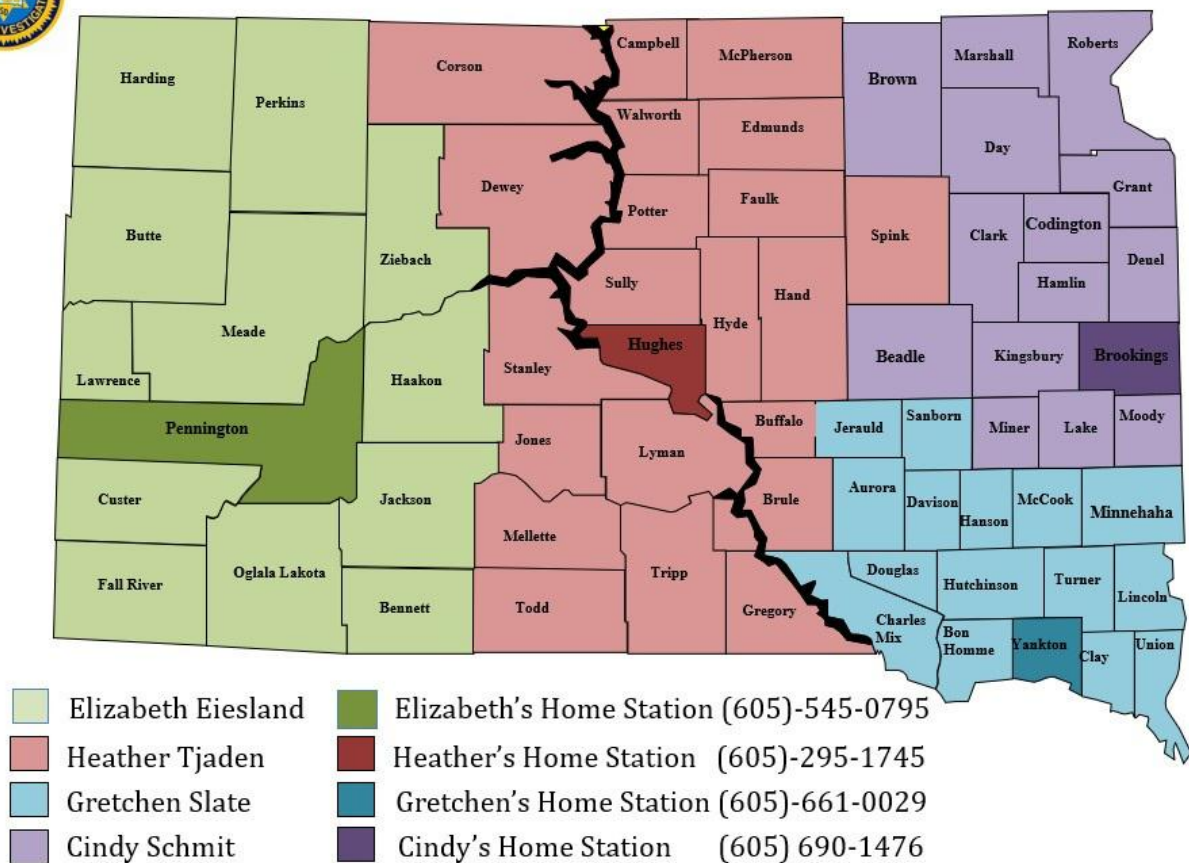 INVESTIGAT
Harding
Perkins
Corson
Campbell
McPherson
Brown
Marshall
Roberts
Walworth
Edmunds
Day
Dewey
Potter
Faulk
Spink
Clark
Codington
Grant
Butte
Ziebach
Sully
Hyde
Hand
Hamlin
Deuel
Meade
Lawrence
Haakon
Stanley
Hughes
Beadle
Kingsbury
Brookings
Pennington
Jones
Lyman
Buffalo
Jerauld
Sanborn
Miner
Lake
Moody
Custer
Jackson
Mellette
Brule
Aurora
Davison
Hanson
McCook
Minnehaha
Fall River
Oglala Lakota
Bennett
Todd
Tripp
Gregory
Douglas
Charles
Mix
Hutchinson
Turner
Lincoln
Bon
Homme
Yankton
Clay
Union
Elizabeth Eiesland
Elizabeth's Home Station (605)-545-0795
Heather Tjaden
Heather's Home Station (605)-295-1745
Gretchen Slate
Gretchen's Home Station (605)-661-0029
Cindy Schmit
Cindy's Home Station (605) 690-1476